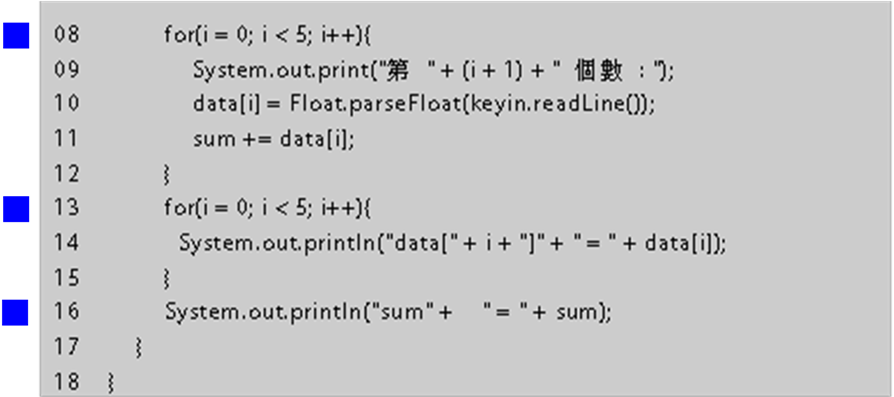 08 for(i = 0; i < 5; i++){
09 System.out.print("第 "+ (i + 1) + " 個數 : ");
10 data[i] = Float.parseFloat(keyin.readLine());
11 sum += data[i];
12 }
13 for(i = 0; i < 5; i++){
14 System.out.println("data["+ i + "]"+ "= "+ data[i]);
15 }
16 System.out.println("sum"+ "= "+ sum);
17 }
18 }